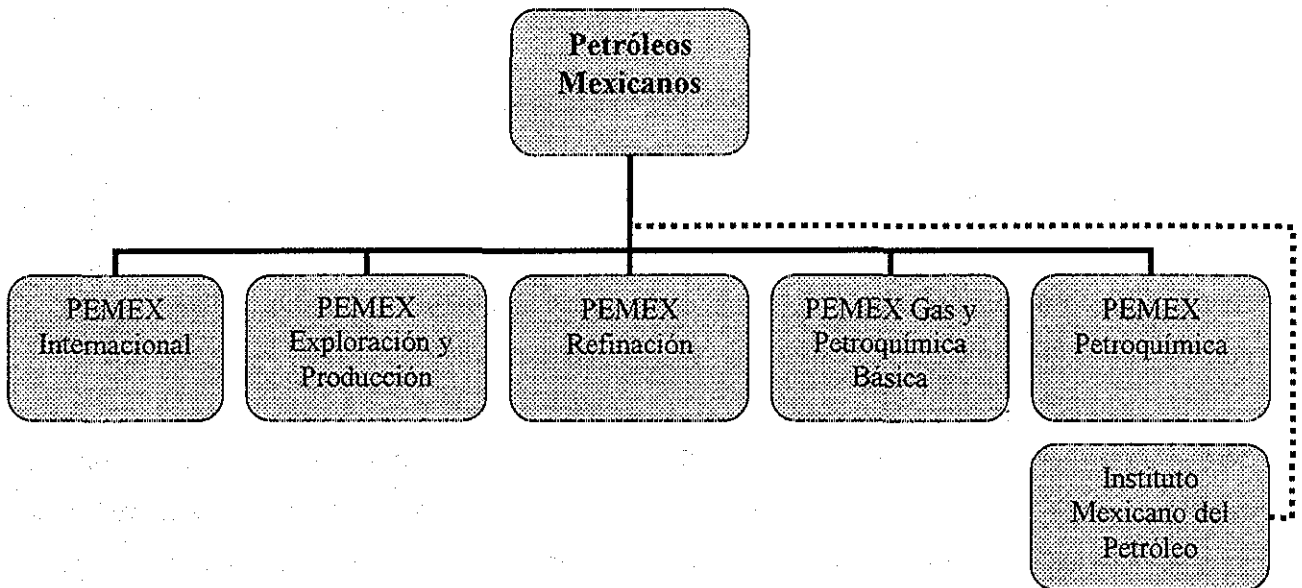 Petróleos
Mexicanos
PEMEX
Internacional
PEMEX
Exploración y
Producción
PEMEX
Refinación
PEMEX Gas y
Petroquímica
Básica
PEMEX
Petroquímica
Instituto
Mexicano del
Petróleo